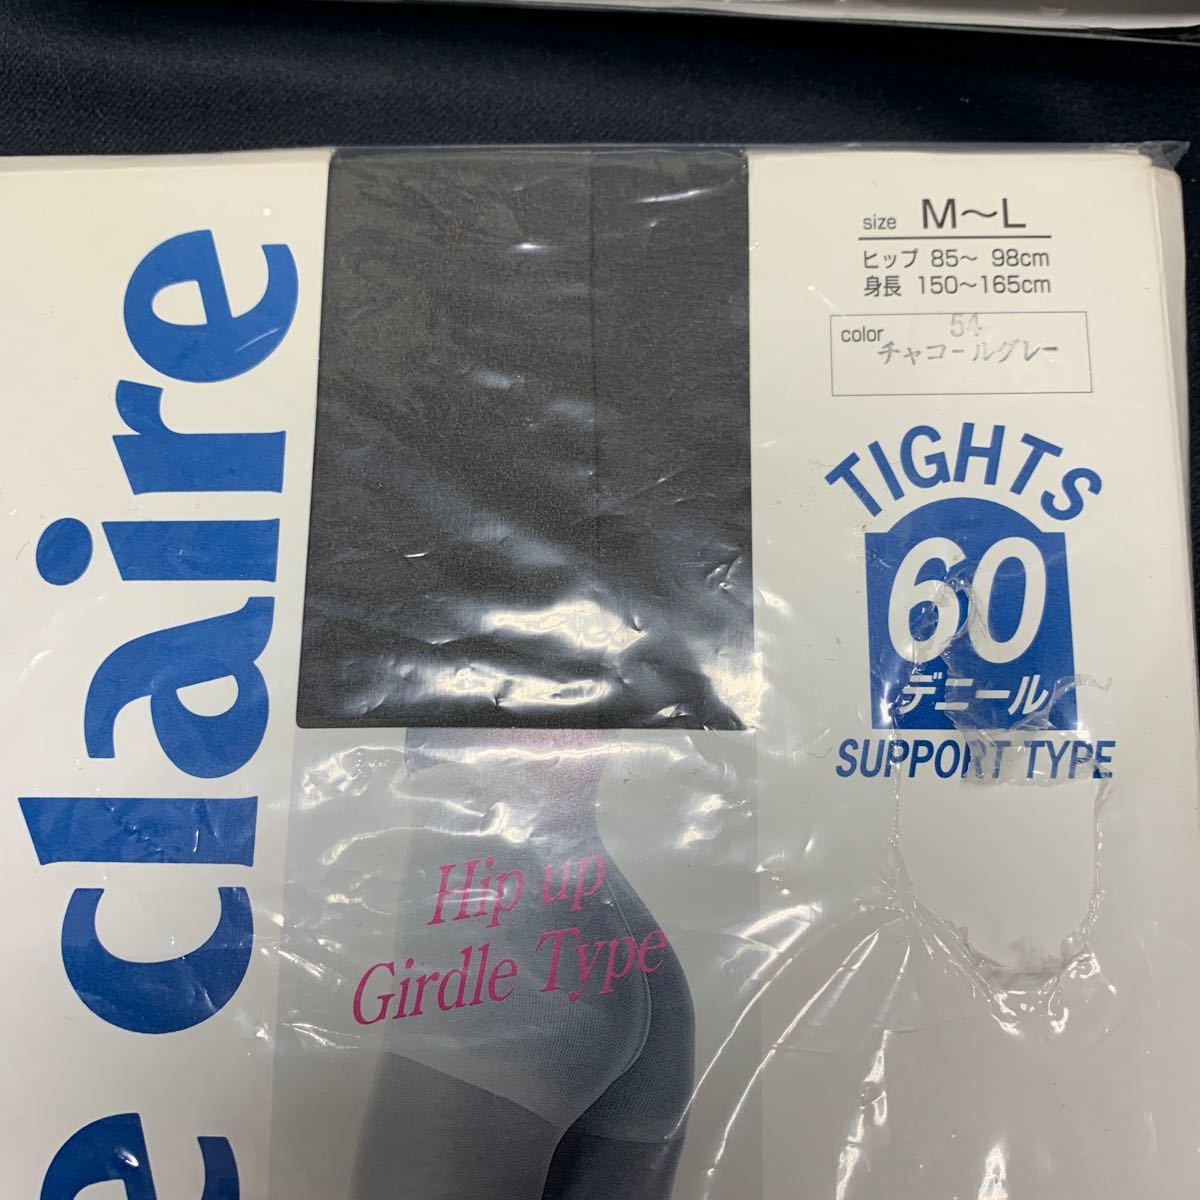 e claire
size M〜L
ヒップ 85〜 98cm
身長 150〜165cm
color 54
チャコールグレー
TIGHTS
60
デニール
SUPPORT TYPE
Hip up
Girdle Type